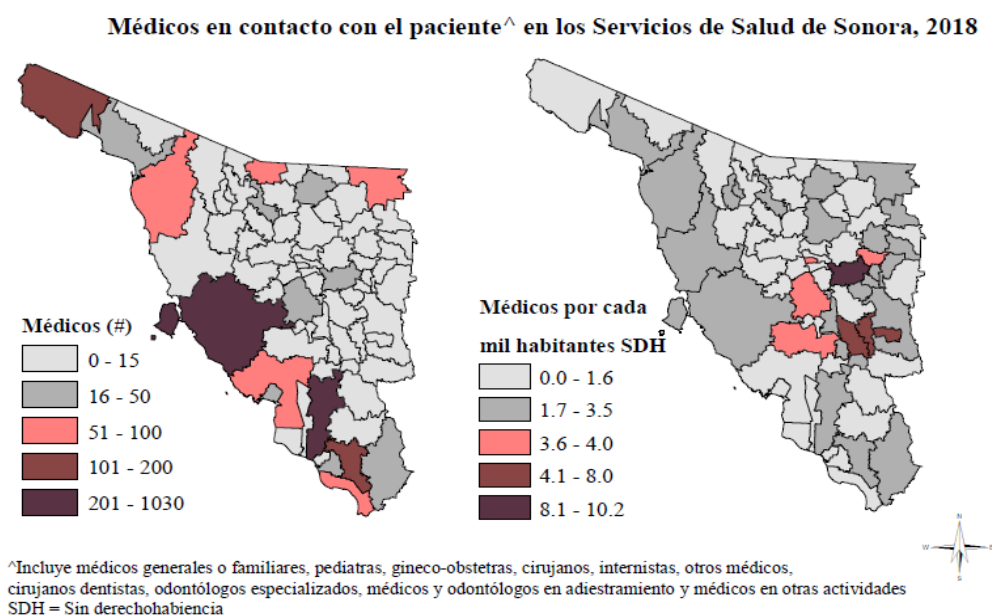 Médicos en contacto con el paciente^ en los Servicios de Salud de Sonora, 2018
Médicos (#)
0 - 15
16 - 50
51 - 100
101 - 200
201 - 1030
Médicos por cada
mil habitantes SDH
0.0 - 1.6
1.7 - 3.5
3.6 - 4.0
4.1 - 8.0
8.1 - 10.2
N
W
E
S
^Incluye médicos generales o familiares, pediatras, gineco-obstetras, cirujanos, internistas, otros médicos,
cirujanos dentistas, odontólogos especializados, médicos y odontólogos en adiestramiento y médicos en otras actividades
SDH = Sin derechohabiencia